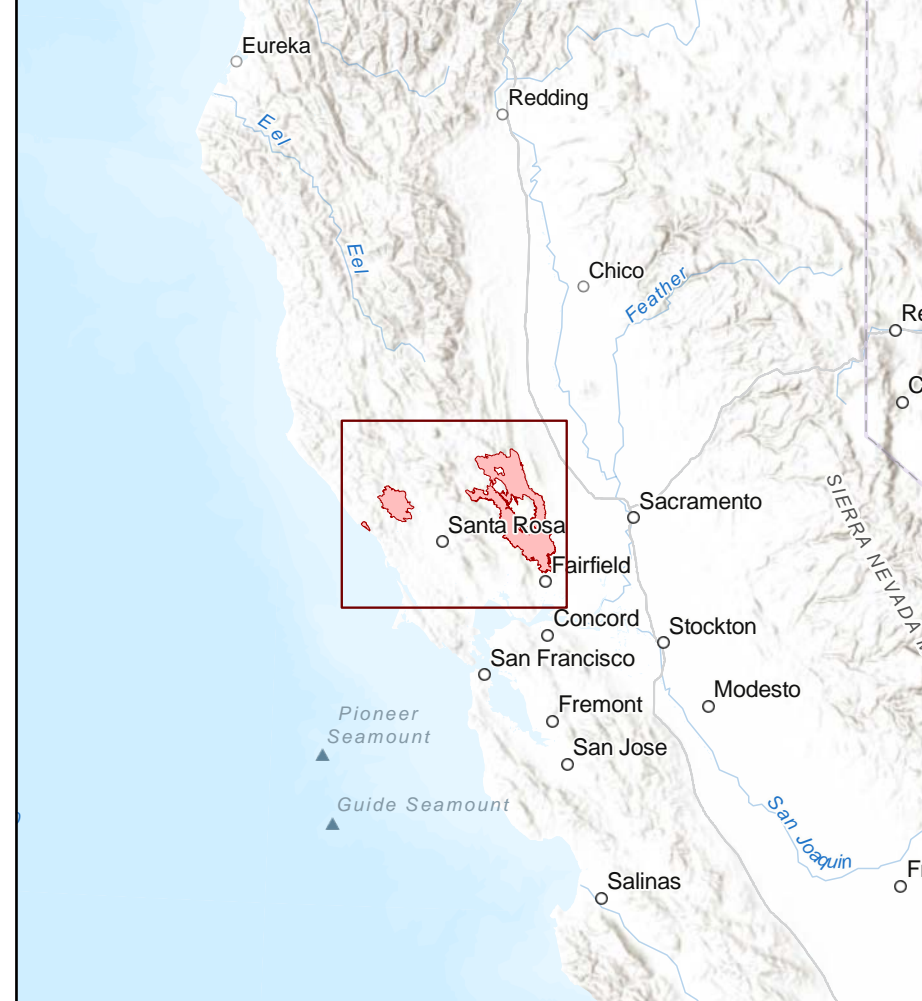 Eureka
Redding
Eel
Eel
Chico
Feather
Re
C
Sacramento
Santa Rosa
SIERRA NEVADA M
Fairfield
Concord
Stockton
San Francisco
Modesto
Fremont
Pioneer
Seamount
San Jose
Guide Seamount
San Joaquin
Salinas